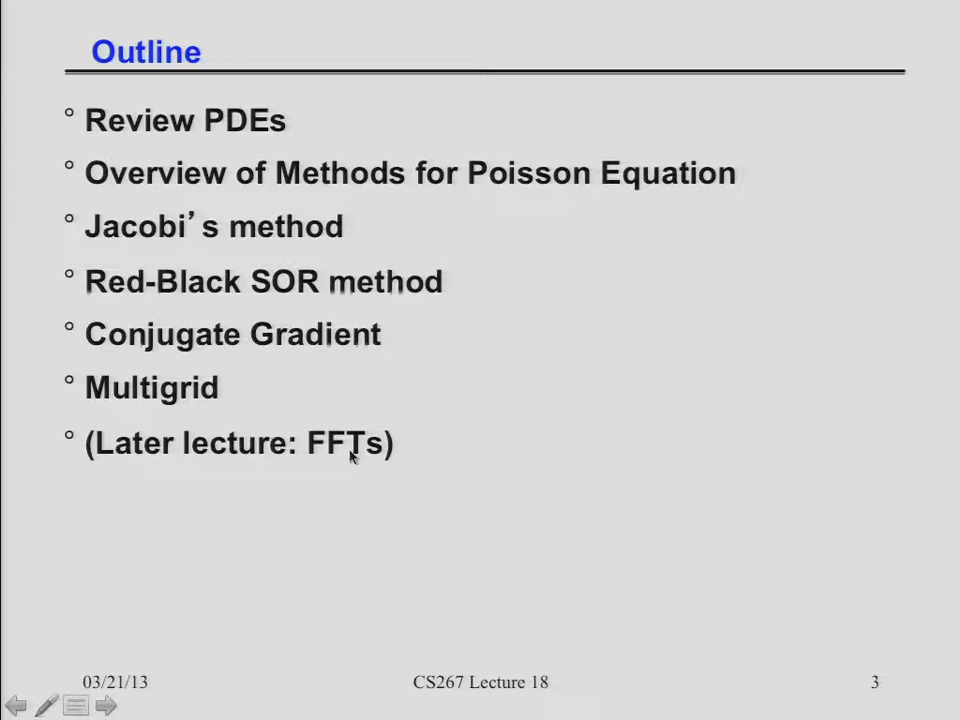 Outline
° Review PDEs
° Overview of Methods for Poisson Equation
° Jacobi’s method
° Red-Black SOR method
° Conjugate Gradient
° Multigrid
° (Later lecture: FFTs)
03/21/13 CS267 Lecture 18 3